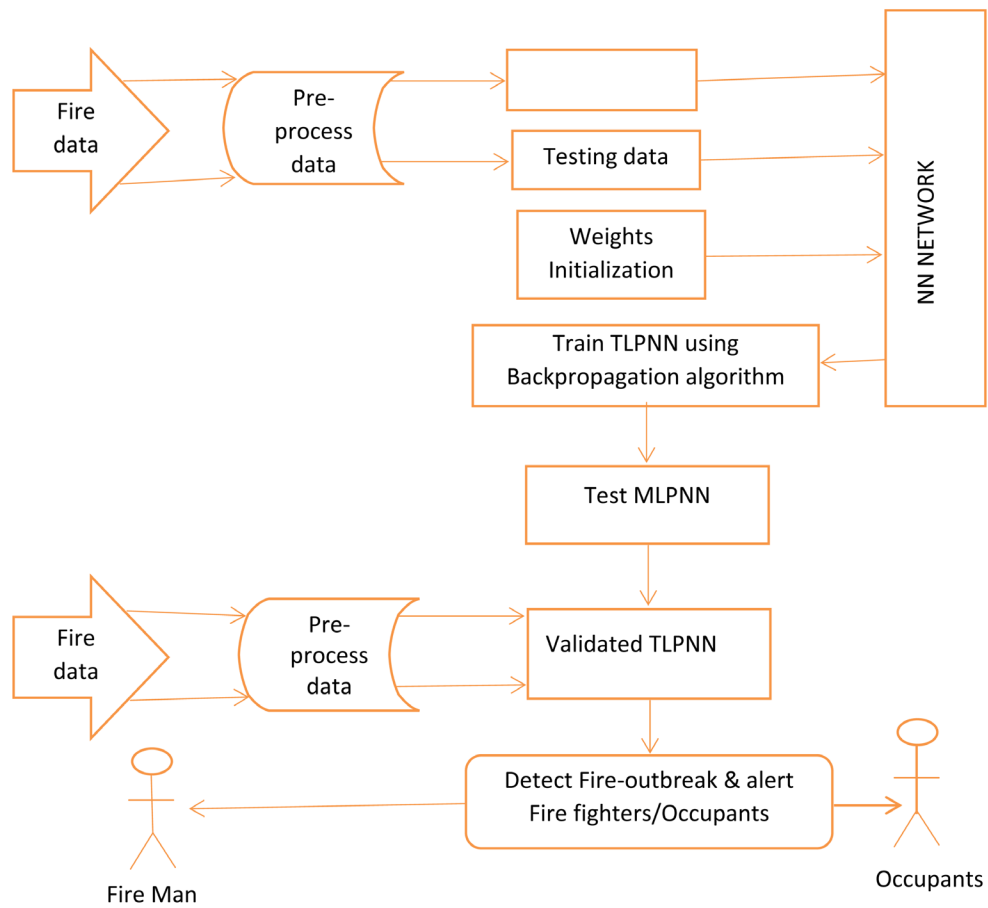 Fire
data
Pre-
process
data
Testing data
Weights
Initialization
NN NETWORK
Train TLPNN using
Backpropagation algorithm
Test MLPNN
Fire
data
Pre-
process
data
Validated TLPNN
Detect Fire-outbreak & alert
Fire fighters/Occupants
Fire Man
Occupants